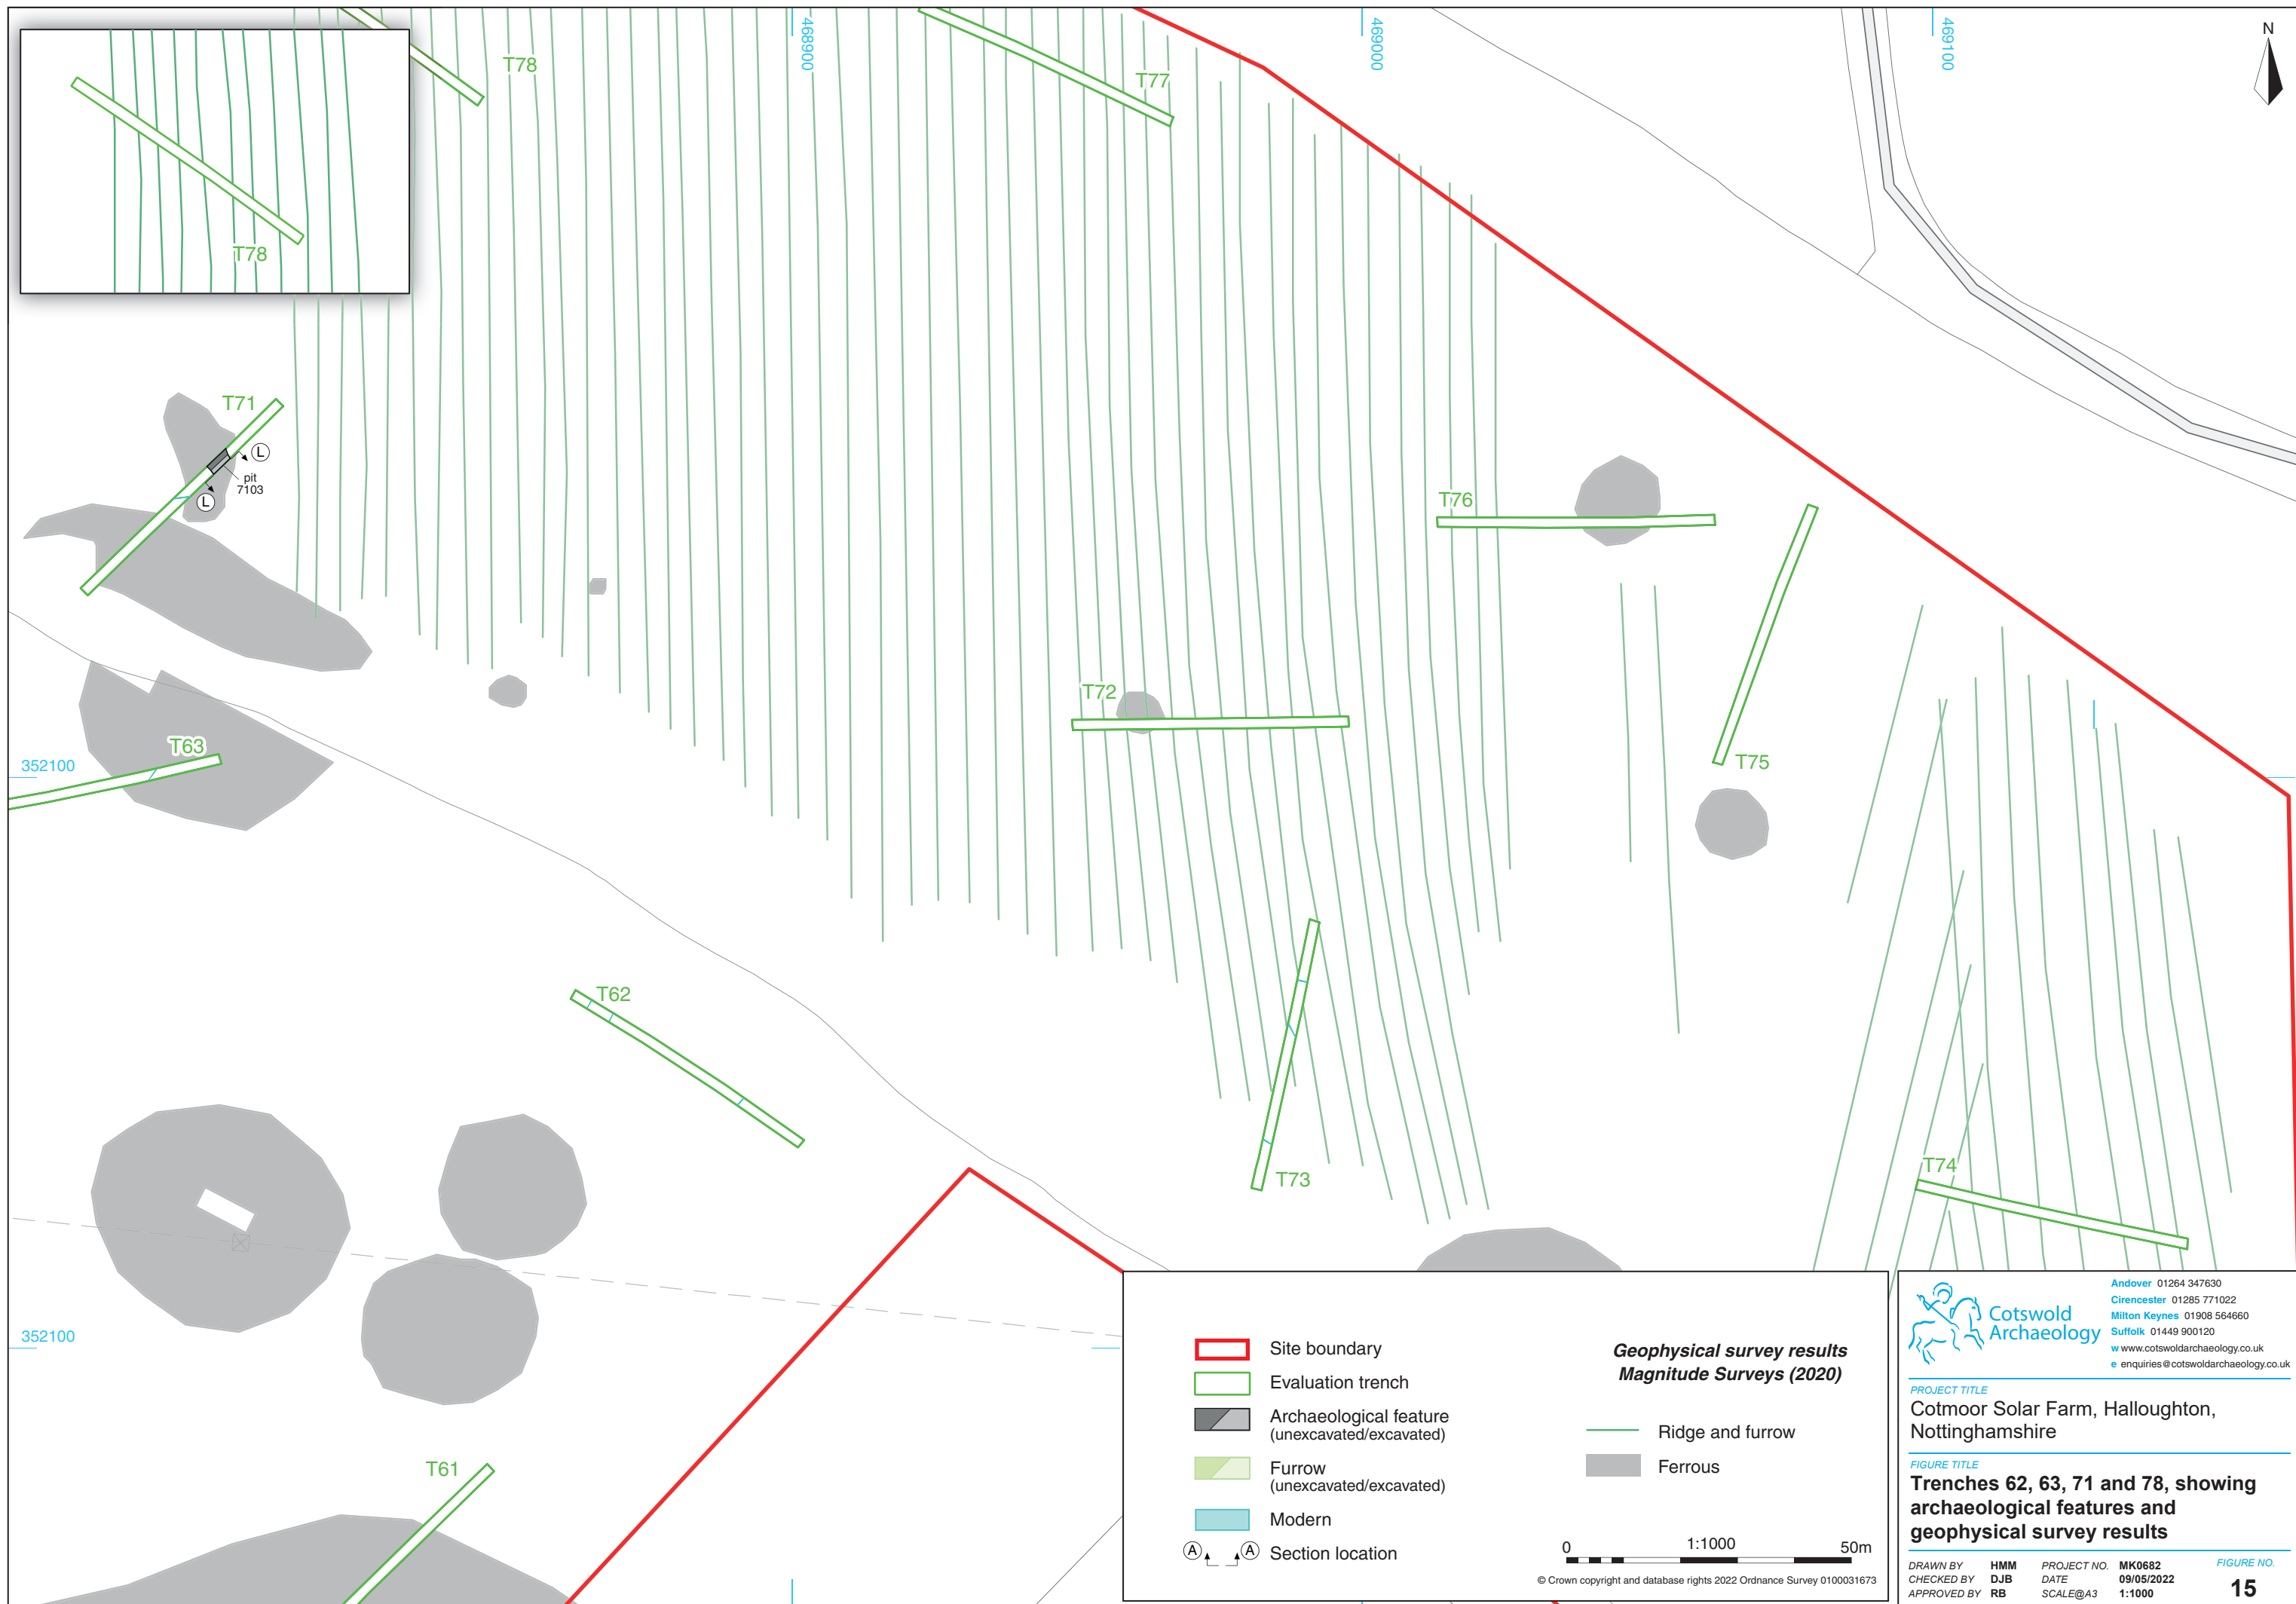 468900
469000
469100
N
T78
T77
T78
T71
L
pit
7103
L
T76
T72
T63
352100
T75
T62
T73
T74
352100
T61
Site boundary
Evaluation trench
Archaeological feature
(unexcavated/excavated)
Furrow
(unexcavated/excavated)
Modern
A A Section location
Geophysical survey results
Magnitude Surveys (2020)
Ridge and furrow
Ferrous
0 1:1000 50m
© Crown copyright and database rights 2022 Ordnance Survey 0100031673
Cotswold
Archaeology
Andover 01264 347630
Cirencester 01285 771022
Milton Keynes 01908 564660
Suffolk 01449 900120
w www.cotswoldarchaeology.co.uk
e enquiries@cotswoldarchaeology.co.uk
PROJECT TITLE
Cotmoor Solar Farm, Halloughton,
Nottinghamshire
FIGURE TITLE
Trenches 62, 63, 71 and 78, showing
archaeological features and
geophysical survey results
DRAWN BY HMM PROJECT NO. MK0682 FIGURE NO.
CHECKED BY DJB DATE 09/05/2022
APPROVED BY RB SCALE@A3 1:1000
15